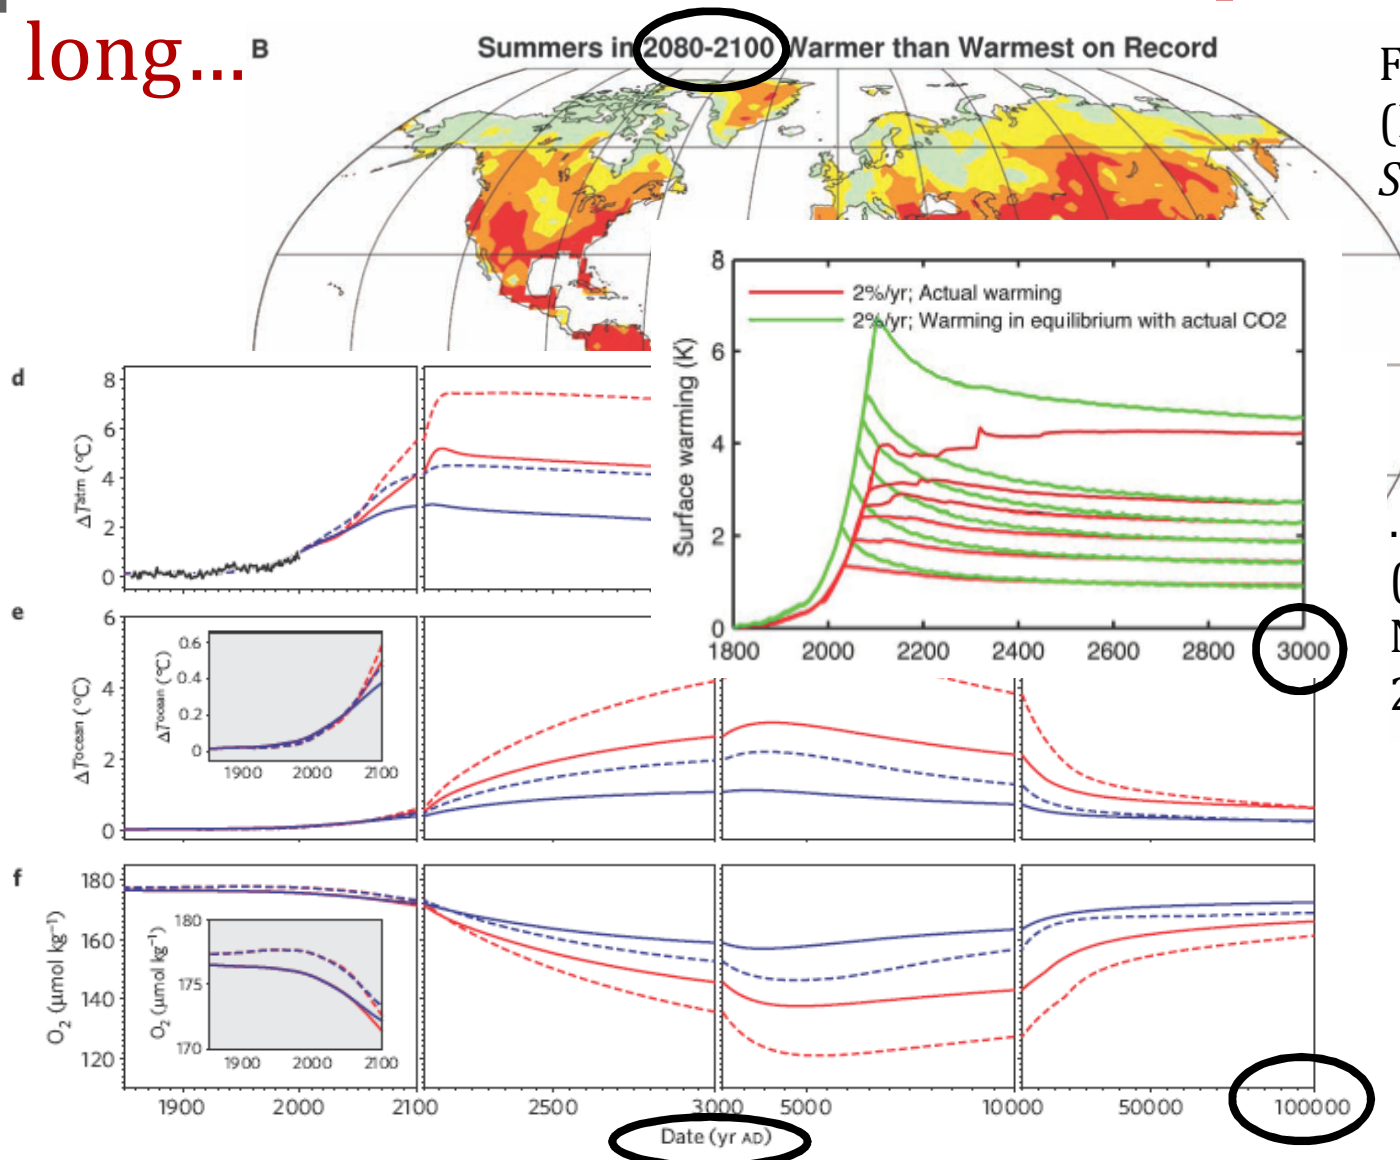 long...
B
Summers in 2080-2100 Warmer than Warmest on Record
F
(
S
8
2%/yr; Actual warming
2%/yr; Warming in equilibrium with actual CO2
6
4
2
0
Surface warming (K)
1800 2000 2200 2400 2600 2800 3000
.
(
N
2
d
8
6
4
2
0
ΔTatm (°C)
e
6
4
2
0
ΔTocean (°C)
0.6
0.4
0.2
0
ΔTocean (°C)
1900 2000 2100
f
180
160
140
120
O2 (μmol kg−1)
180
175
170
O2 (μmol kg−1)
1900 2000 2100
1900 2000 2100 2500 3000 5000 10000 50000 100000
Date (yr AD)